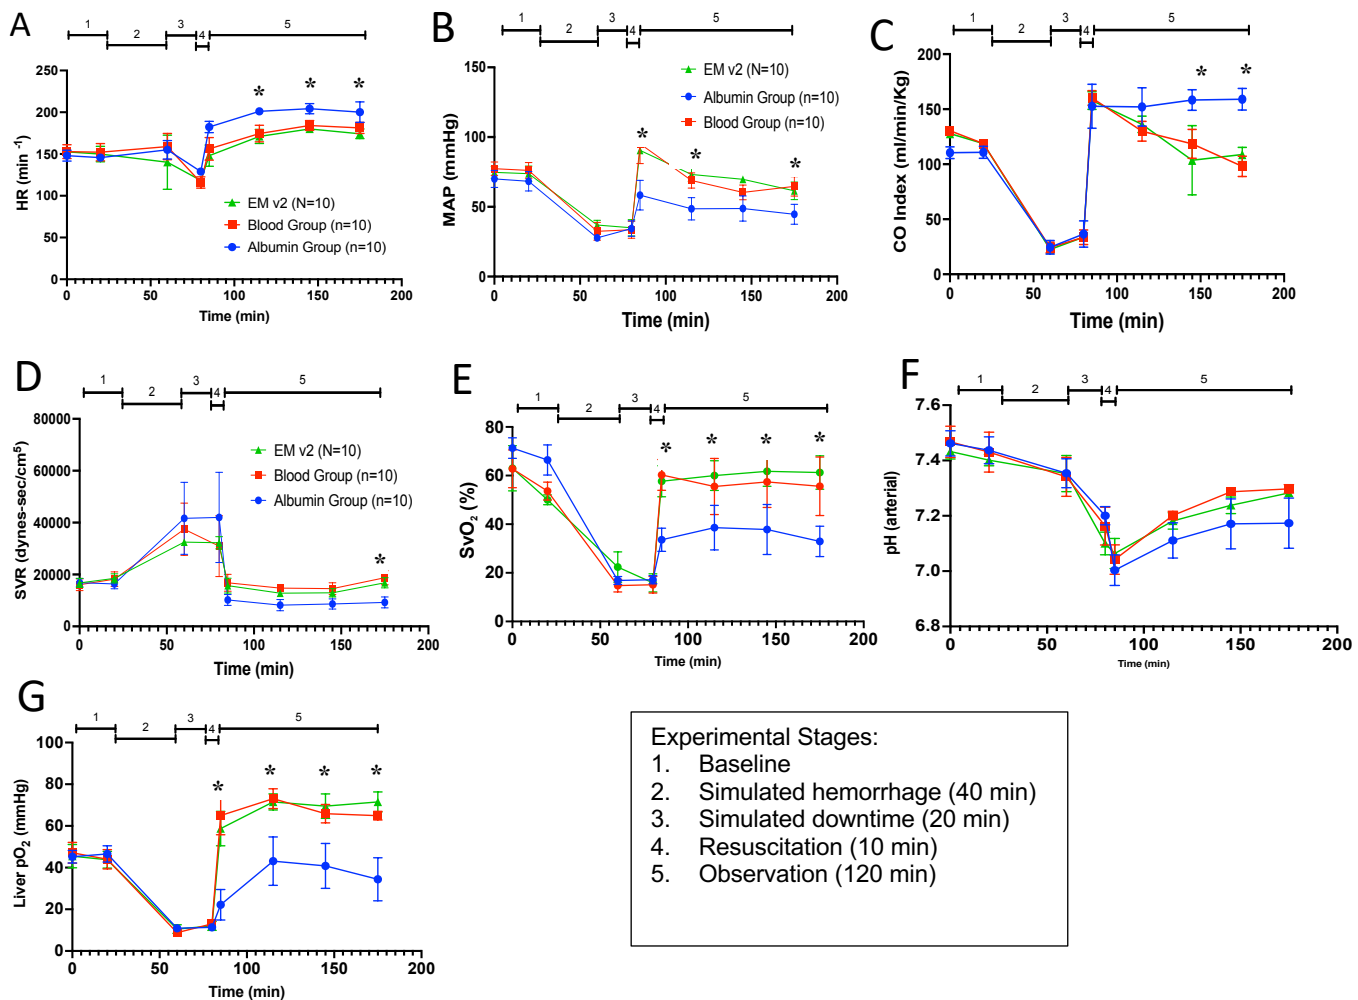 A
1 3 5
2 4
HR (min -1)
250
200
150
100
50
0
* * *
EM v2 (N=10)
Blood Group (n=10)
Albumin Group (n=10)
0 50 100 150 200
Time (min)
B
1 3 5
2 4
MAP (mmHg)
150
100
50
0
EM v2 (N=10)
Albumin Group (n=10)
Blood Group (n=10)
* * *
0 50 100 150 200
Time (min)
C
1 3 5
2 4
CO Index (ml/min/Kg)
200
150
100
50
0
* *
0 50 100 150 200
Time (min)
D
1 3 5
2 4
SVR (dynes-sec/cm5)
80000
60000
40000
20000
0
EM v2 (N=10)
Blood Group (n=10)
Albumin Group (n=10)
*
0 50 100 150 200
Time (min)
E
1 3 5
2 4
SvO2 (%)
80
60
40
20
0
* * * *
0 50 100 150 200
Time (min)
F
1 3 5
2 4
pH (arterial)
7.6
7.4
7.2
7.0
6.8
0 50 100 150 200
Time (min)
G
1 3 5
2 4
Liver pO2 (mmHg)
100
80
60
40
20
0
* * * *
0 50 100 150 200
Time (min)
Experimental Stages:
1. Baseline
2. Simulated hemorrhage (40 min)
3. Simulated downtime (20 min)
4. Resuscitation (10 min)
5. Observation (120 min)